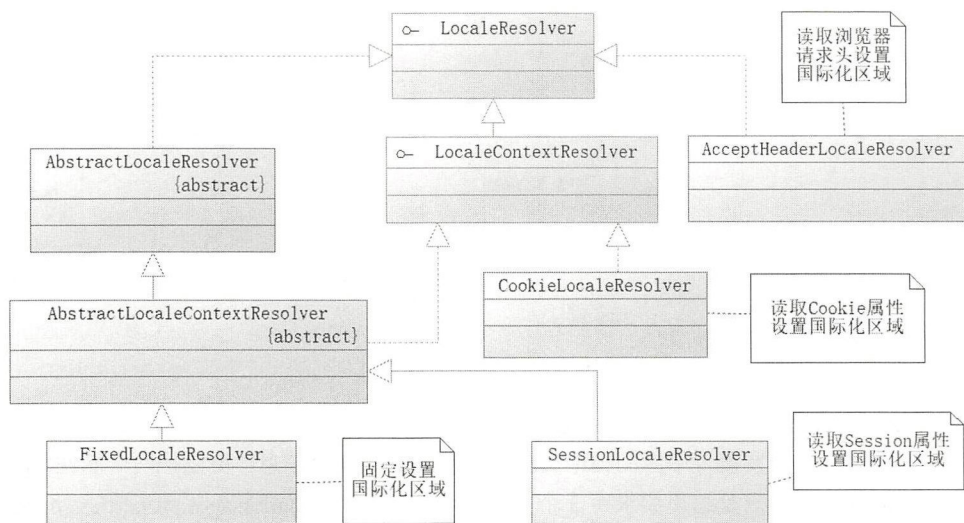 LocaleResolver
读取浏览器
请求头设置
国际化区域
AbstractLocaleResolver
{abstract}
LocaleContextResolver
AcceptHeaderLocaleResolver
CookieLocaleResolver
读取Cookie属性
设置国际化区域
AbstractLocaleContextResolver
{abstract}
FixedLocaleResolver
固定设置
国际化区域
SessionLocaleResolver
读取Session属性
设置国际化区域